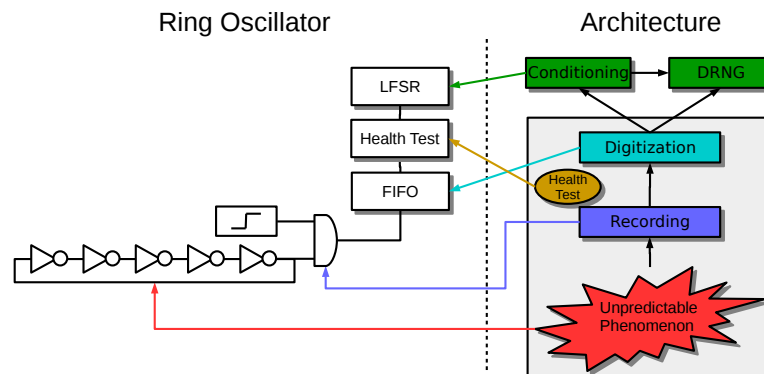 Ring Oscillator
Architecture
LFSR
Conditioning
DRNG
Health Test
Digitization
FIFO
Health
Test
Recording
Unpredictable
Phenomenon